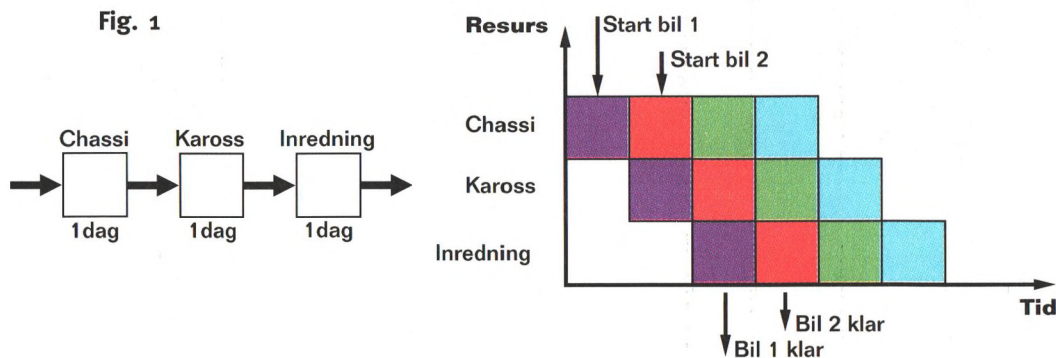 Fig. 1
Chassi Kaross Inredning
1dag 1dag 1dag
Resurs
Start bil 1
Start bil 2
Chassi
Kaross
Inredning
Tid
Bil 2 klar
Bil 1 klar